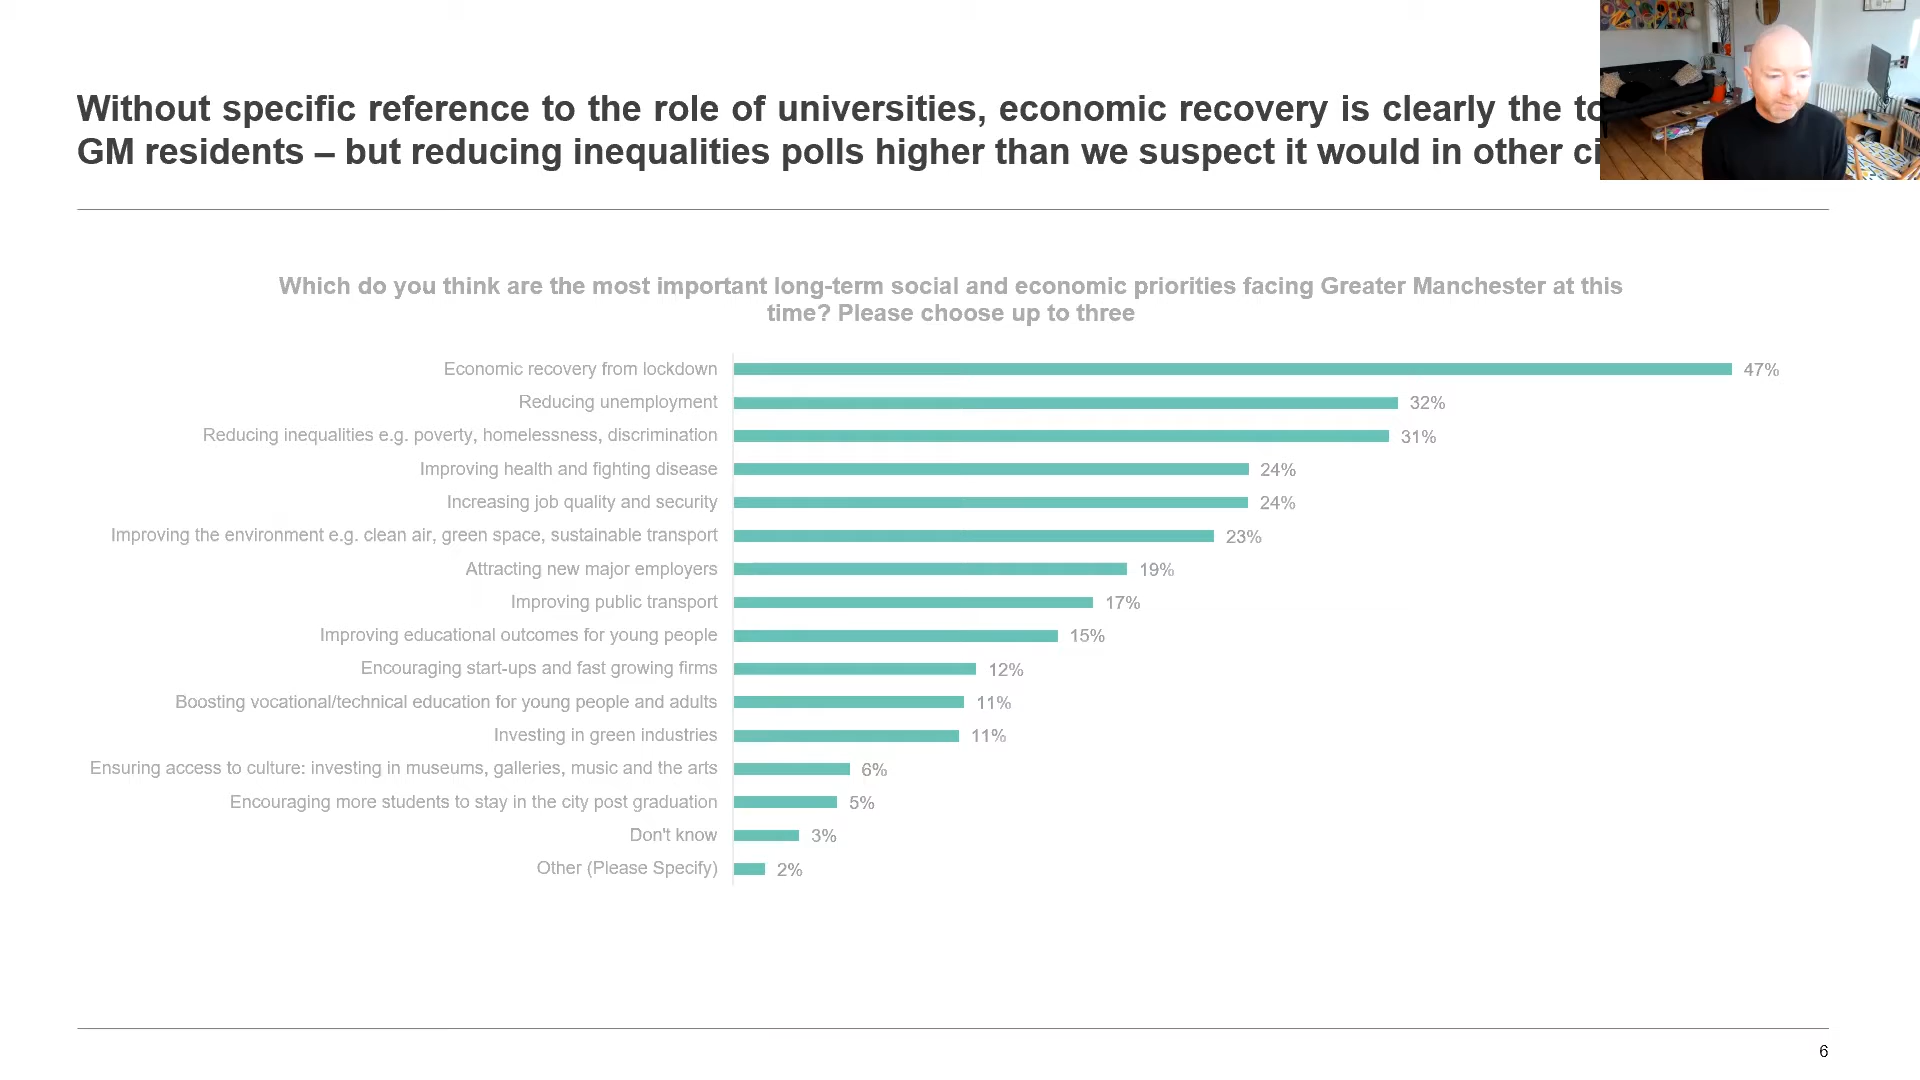 Without specific reference to the role of universities, economic recovery is clearly the
GM residents – but reducing inequalities polls higher than we suspect it would in other
Which do you think are the most important long-term social and economic priorities facing Greater Manchester at this
time? Please choose up to three
Economic recovery from lockdown 47%
Reducing unemployment 32%
Reducing inequalities e.g. poverty, homelessness, discrimination 31%
Improving health and fighting disease 24%
Increasing job quality and security 24%
Improving the environment e.g. clean air, green space, sustainable transport 23%
Attracting new major employers 19%
Improving public transport 17%
Improving educational outcomes for young people 15%
Encouraging start-ups and fast growing firms 12%
Boosting vocational/technical education for young people and adults 11%
Investing in green industries 11%
Ensuring access to culture: investing in museums, galleries, music and the arts 6%
Encouraging more students to stay in the city post graduation 5%
Don't know 3%
Other (Please Specify) 2%
6